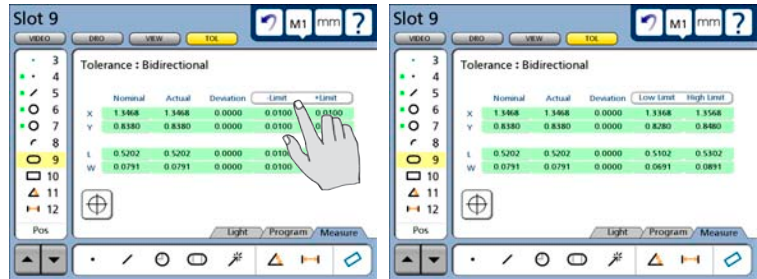 Slot 9
M1 mm ?
VIDEO DRO VIEW TOL
3
4
5
6
7
8
9
10
11
12
Pos
Tolerance : Bidirectional
Nominal Actual Deviation -Limit +Limit
X 1.3468 1.3468 0.0000 0.0100 0.0100
Y 0.8380 0.8380 0.0000 0.0100
L 0.5202 0.5202 0.0000
W 0.0791 0.0791 0.0000 0.0100
Light Program Measure
Slot 9
M1 mm ?
VIDEO DRO VIEW TOL
3
4
5
6
7
8
9
10
11
12
Pos
Tolerance : Bidirectional
Nominal Actual Deviation Low Limit High Limit
X 1.3468 1.3468 0.0000 1.3368 1.3568
Y 0.8380 0.8380 0.0000 0.8280 0.8480
L 0.5202 0.5202 0.0000 0.5102 0.5302
W 0.0791 0.0791 0.0000 0.0691 0.0891
Light Program Measure